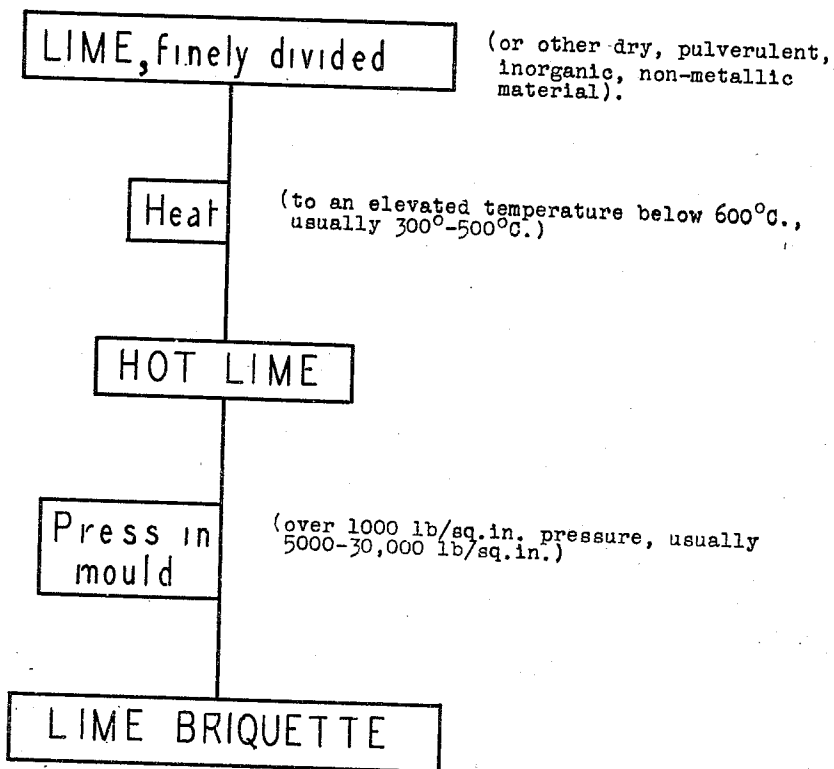 LIME, finely divided
(or other dry, pulverulent,
inorganic, non-metallic
material).
Heat
(to an elevated temperature below 600°C.,
usually 300°-500°C.)
HOT LIME
Press in
mould
(over 1000 lb/sq.in. pressure, usually
5000-30,000 lb/sq.in.)
LIME BRIQUETTE